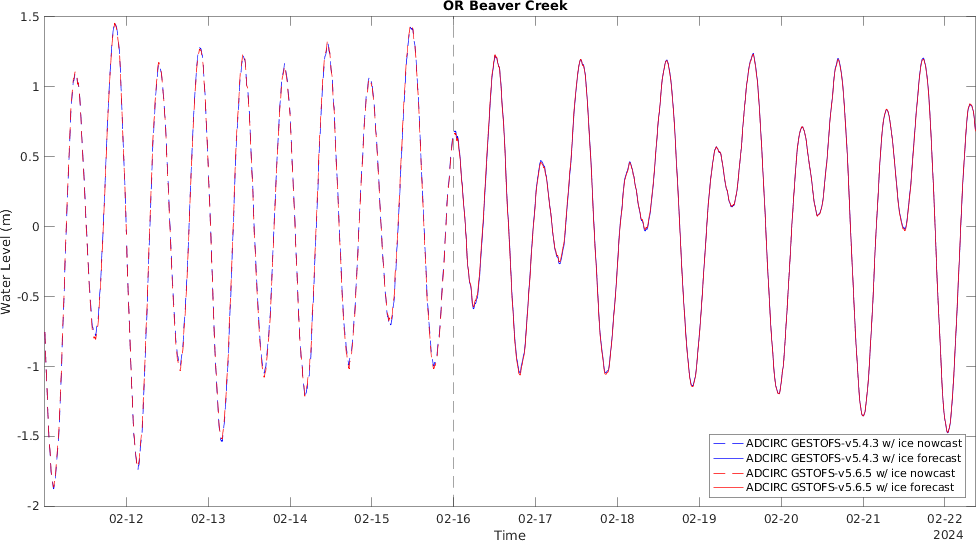 OR Beaver Creek
1.5
1
0.5
0
-0.5
-1
-1.5
-2
Water Level (m)
02-12 02-13 02-14 02-15 02-16 02-17 02-18 02-19 02-20 02-21 02-22
2024
Time
ADCIRC GESTOFS-v5.4.3 w/ ice nowcast
ADCIRC GESTOFS-v5.4.3 w/ ice forecast
ADCIRC GSTOFS-v5.6.5 w/ ice nowcast
ADCIRC GSTOFS-v5.6.5 w/ ice forecast